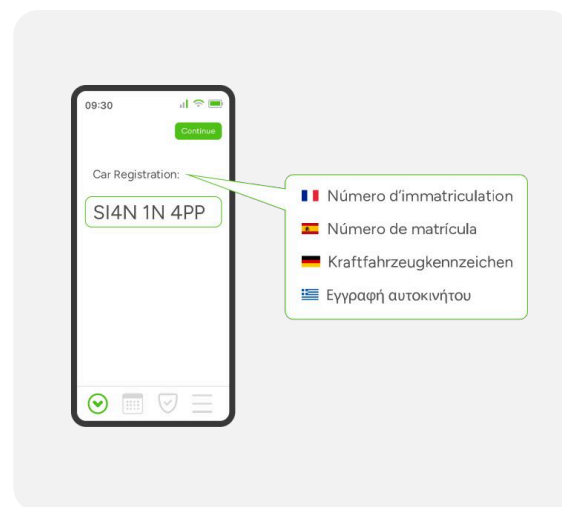 09:30
Continue
Car Registration:
SI4N 1N 4PP
Número d’immatriculation
Número de matrícula
Kraftfahrzeugkennzeichen
Εγγραφή αυτοκινήτου